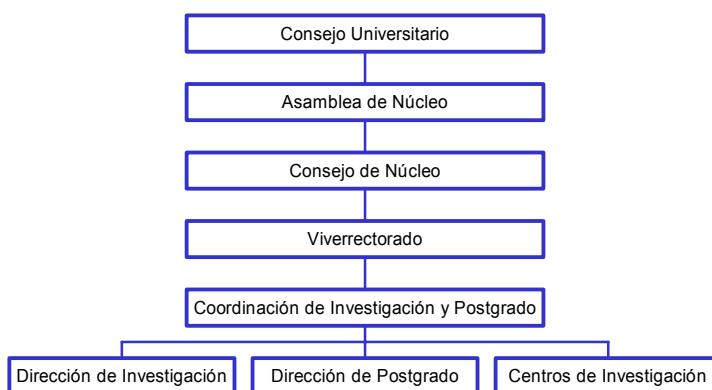 Consejo Universitario
Asamblea de Núcleo
Consejo de Núcleo
Viverrectorado
Coordinación de Investigación y Postgrado
Dirección de Investigación
Dirección de Postgrado
Centros de Investigación